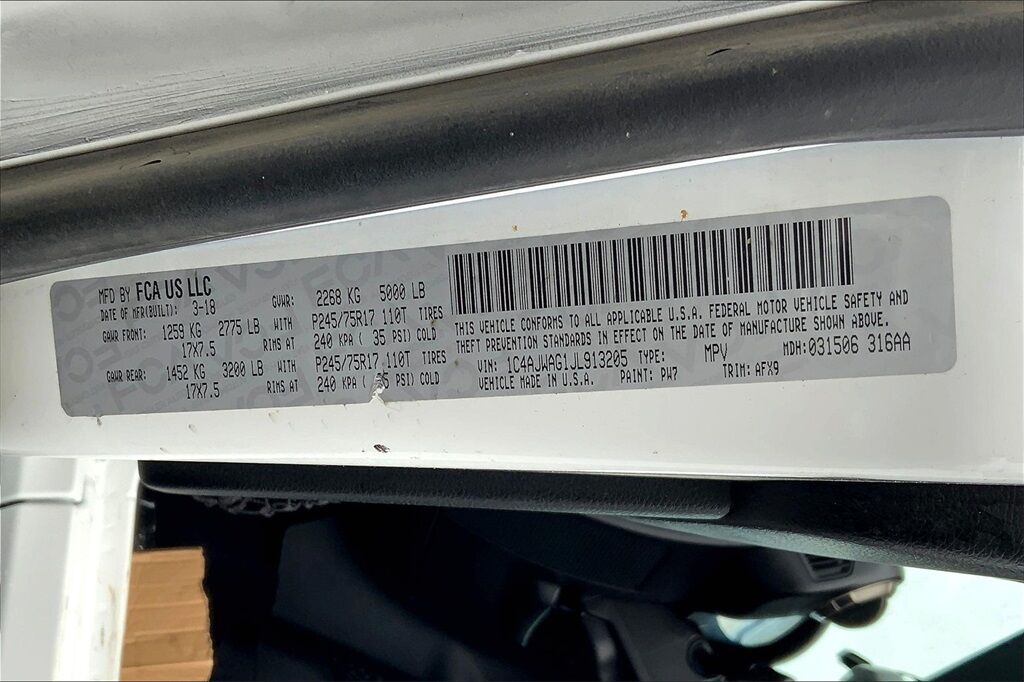 MFD BY FCA US LLC
DATE OF MFR(BUILT): 3-18 GVWR: 2268 KG 5000 LB
GAWR FRONT: 1259 KG 2775 LB WITH P245/75R17 110T TIRES
17X7.5 RIMS AT 240 KPA ( 35 PSI) COLD
GAWR REAR: 1452 KG 3200 LB WITH P245/75R17 110T TIRES
17X7.5 RIMS AT 240 KPA ( PSI) COLD
THIS VEHICLE CONFORMS TO ALL APPLICABLE U.S.A. FEDERAL MOTOR VEHICLE SAFETY AND
THEFT PREVENTION STANDARDS IN EFFECT ON THE DATE OF MANUFACTURE SHOWN ABOVE.
VIN: 1C4AJWAG1JL913205 TYPE: MPV MDH:031506 316AA
VEHICLE MADE IN U.S.A. PAINT: PW7 TRIM: AFX9